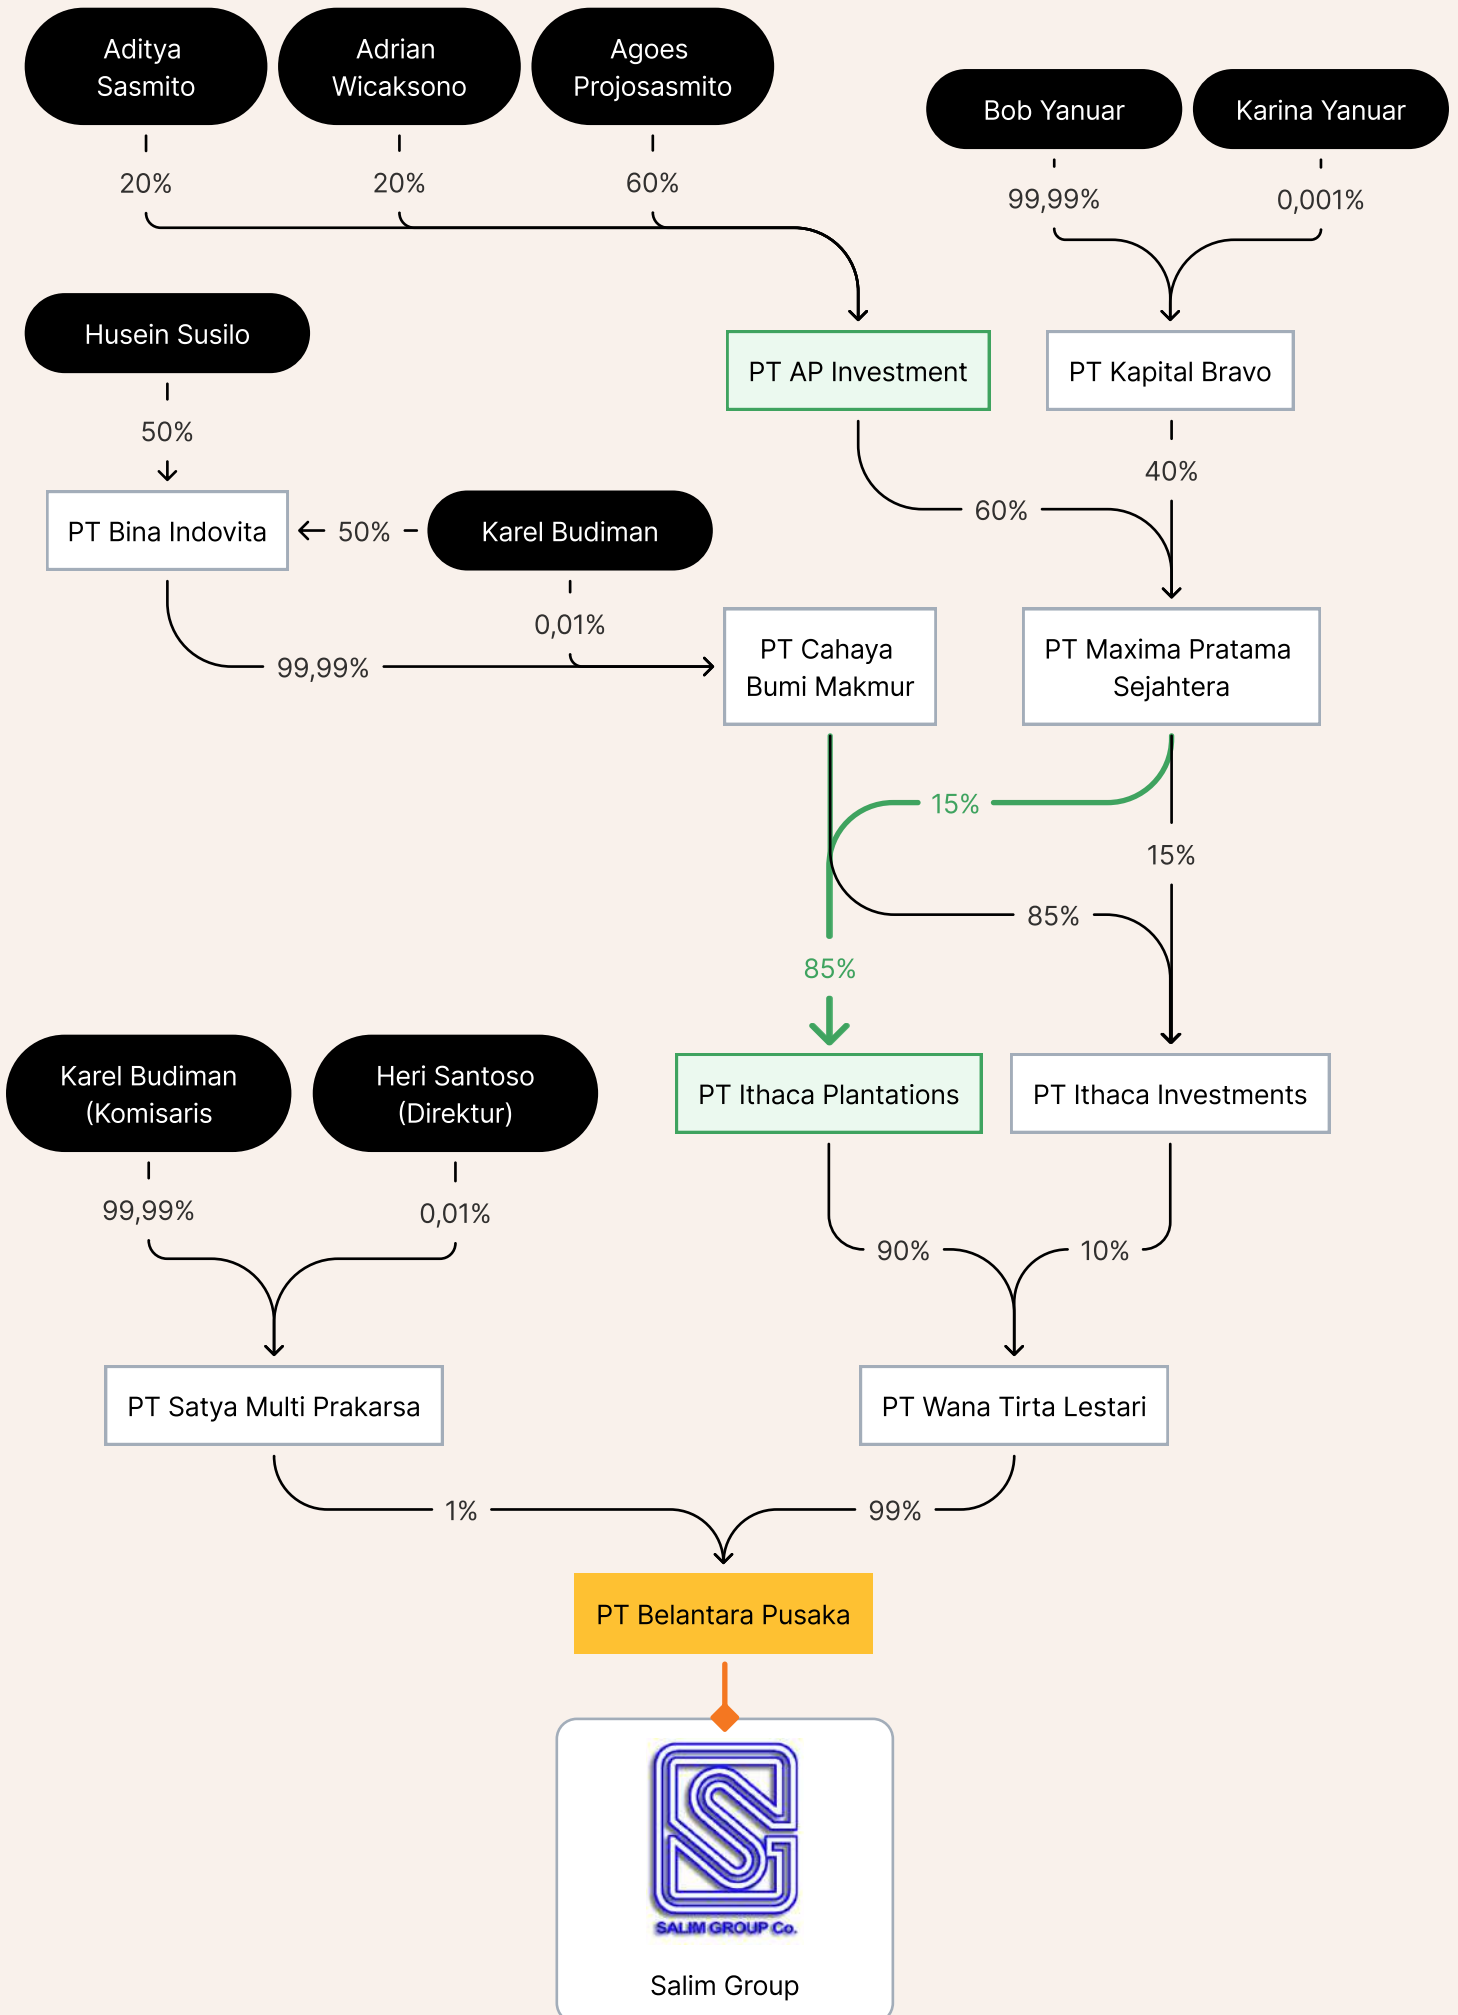 Aditya
Sasmito
Adrian
Wicaksono
Agoes
Projosasmito
Bob Yanuar
Karina Yanuar
20%
20%
60%
99,99%
0,001%
Husein Susilo
PT AP Investment
PT Kapital Bravo
50%
40%
60%
PT Bina Indovita
50%
Karel Budiman
0,01%
99,99%
PT Cahaya
Bumi Makmur
PT Maxima Pratama
Sejahtera
15%
15%
85%
85%
Karel Budiman
(Komisaris
Heri Santoso
(Direktur)
PT Ithaca Plantations
PT Ithaca Investments
99,99%
0,01%
90%
10%
PT Satya Multi Prakarsa
PT Wana Tirta Lestari
1%
99%
PT Belantara Pusaka
SALIM GROUP Co.
Salim Group